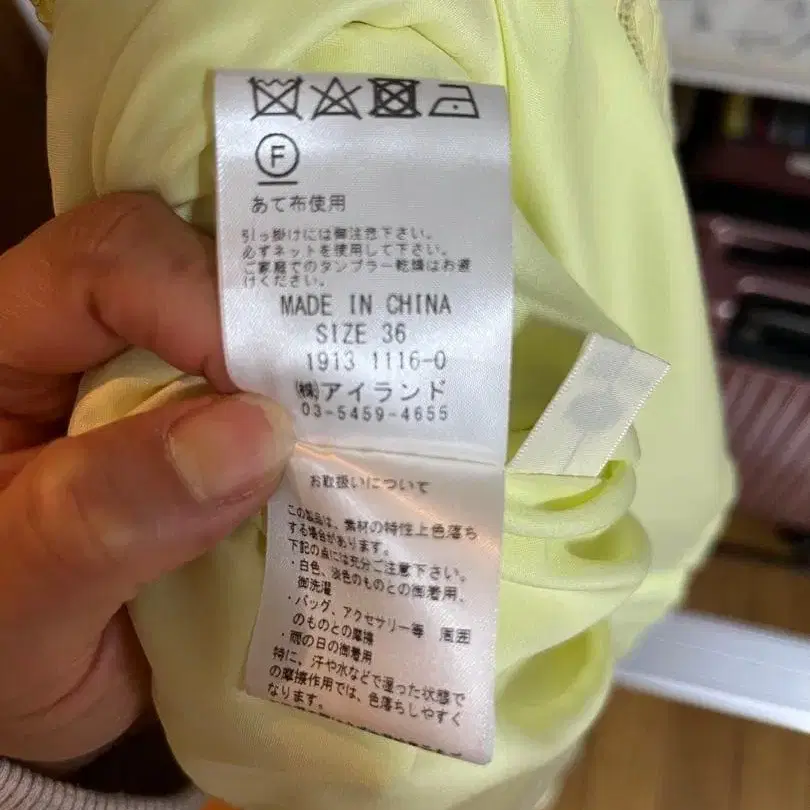 F
あて布使用
引っ掛けには御注意下さい。
必ずネットを使用して下さい。
ご家庭でのタンブラー乾燥はお避
けください。
MADE IN CHINA
SIZE 36
1913 1116-0
㈱アイランド
03-5459-4655
お取扱いについて
この製品は、素材の特性上色落ち
する場合があります。
下記の点には充分ご注意下さい。
・白色、淡色のものとの御着用、
御洗濯
・バッグ、アクセサリー等 周囲
のものとの摩擦
・雨の日の御着用
特に、汗や水などで湿った状態で
の摩擦作用では、色落ちしやすく
なります。